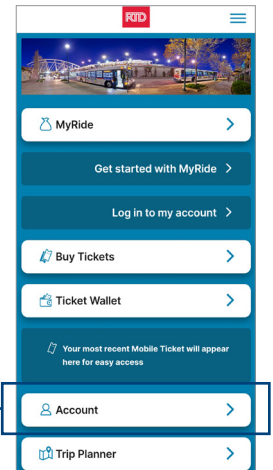 RTD
MyRide
Get started with MyRide
Log in to my account
Buy Tickets
Ticket Wallet
Your most recent Mobile Ticket will appear
here for easy access
Account
Trip Planner